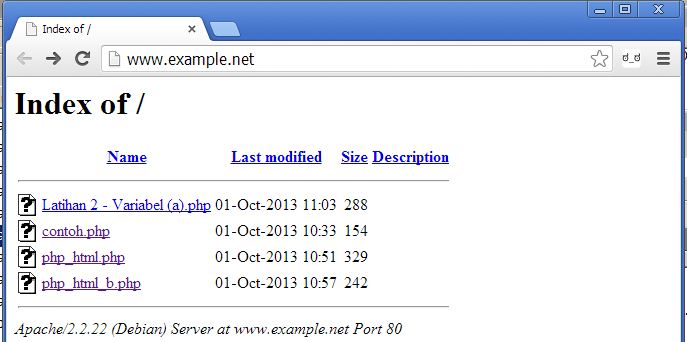 Index of /
www.example.net
Index of /
Name Last modified Size Description
Latihan 2 - Variabel (a).php 01-Oct-2013 11:03 288
contoh.php 01-Oct-2013 10:33 154
php_html.php 01-Oct-2013 10:51 329
php_html_b.php 01-Oct-2013 10:57 242
Apache/2.2.22 (Debian) Server at www.example.net Port 80